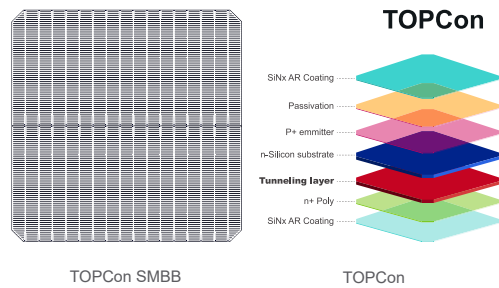 TOPCon
SiNx AR Coating
Passivation
P+ emmitter
n-Silicon substrate
Tunneling layer
n+ Poly
SiNx AR Coating
TOPCon SMBB
TOPCon